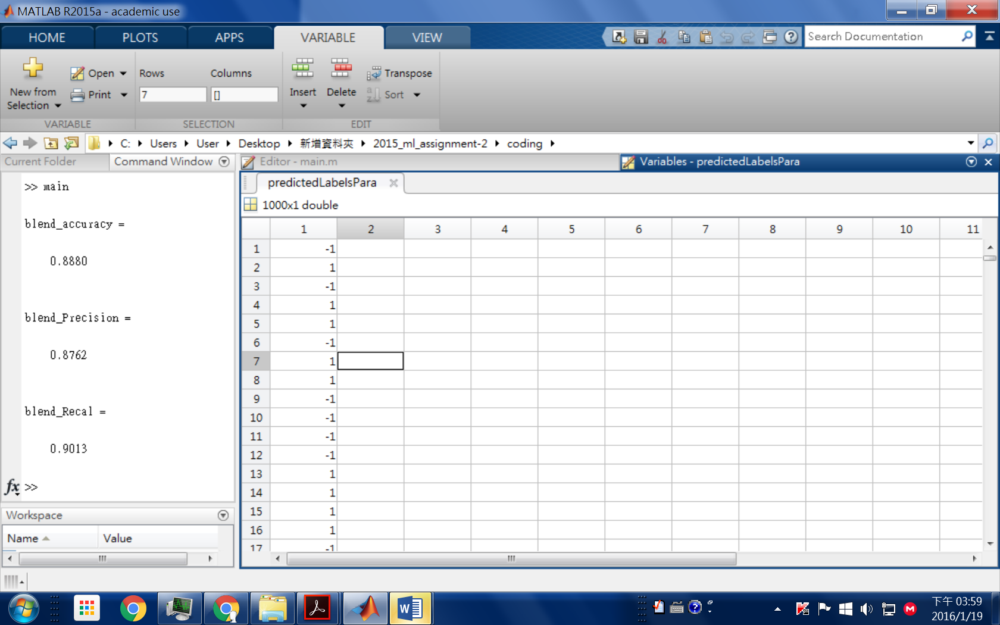 MATLAB R2015a - academic use
HOME PLOTS APPS VARIABLE VIEW
Search Documentation
New from
Selection
Open
Print
Rows Columns
7 []
Insert Delete
Transpose
Sort
VARIABLE SELECTION EDIT
C: Users User Desktop 新增資料夾 2015_ml_assignment-2 coding
Current Folder Command Window
Editor - main.m
Variables - predictedLabelsPara
>> main
blend_accuracy =
0.8880
blend_Precision =
0.8762
blend_Recal =
0.9013
fx >>
predictedLabelsPara
1000x1 double
1 2 3 4 5 6 7 8 9 10 11
1 -1
2 1
3 -1
4 1
5 1
6 -1
7 1
8 1
9 -1
10 -1
11 -1
12 -1
13 1
14 1
15 1
16 1
17 -1
Workspace
Name Value
下午 03:59
2016/1/19